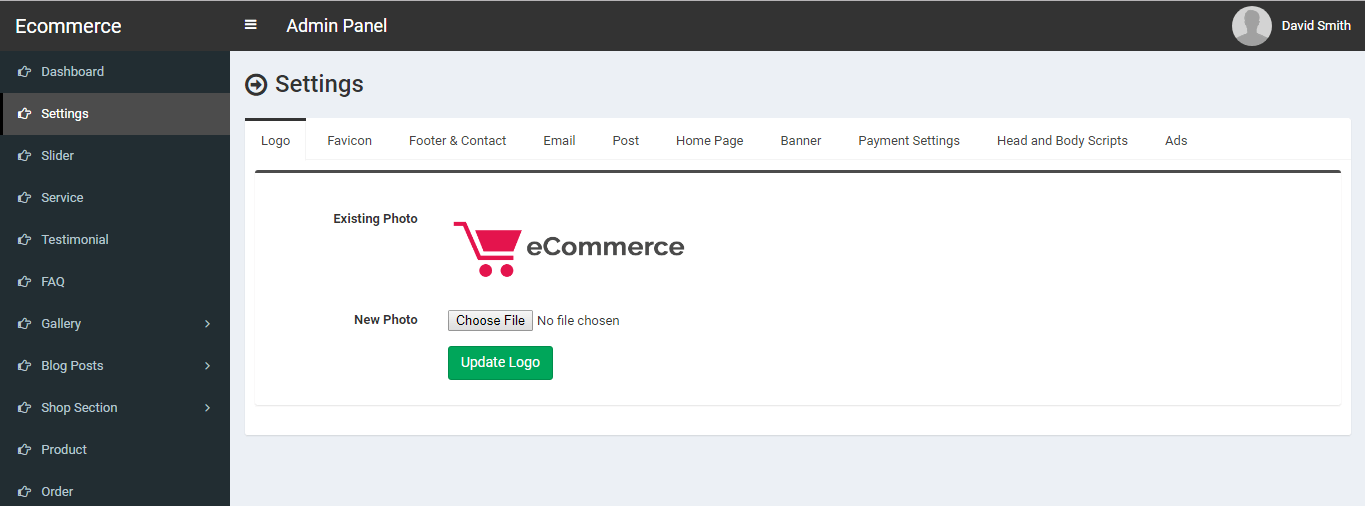 Ecommerce
Admin Panel
David Smith
Dashboard
Settings
Slider
Service
Testimonial
FAQ
Gallery
Blog Posts
Shop Section
Product
Order
Settings
Logo Favicon Footer & Contact Email Post Home Page Banner Payment Settings Head and Body Scripts Ads
Existing Photo
eCommerce
New Photo
Choose File No file chosen
Update Logo